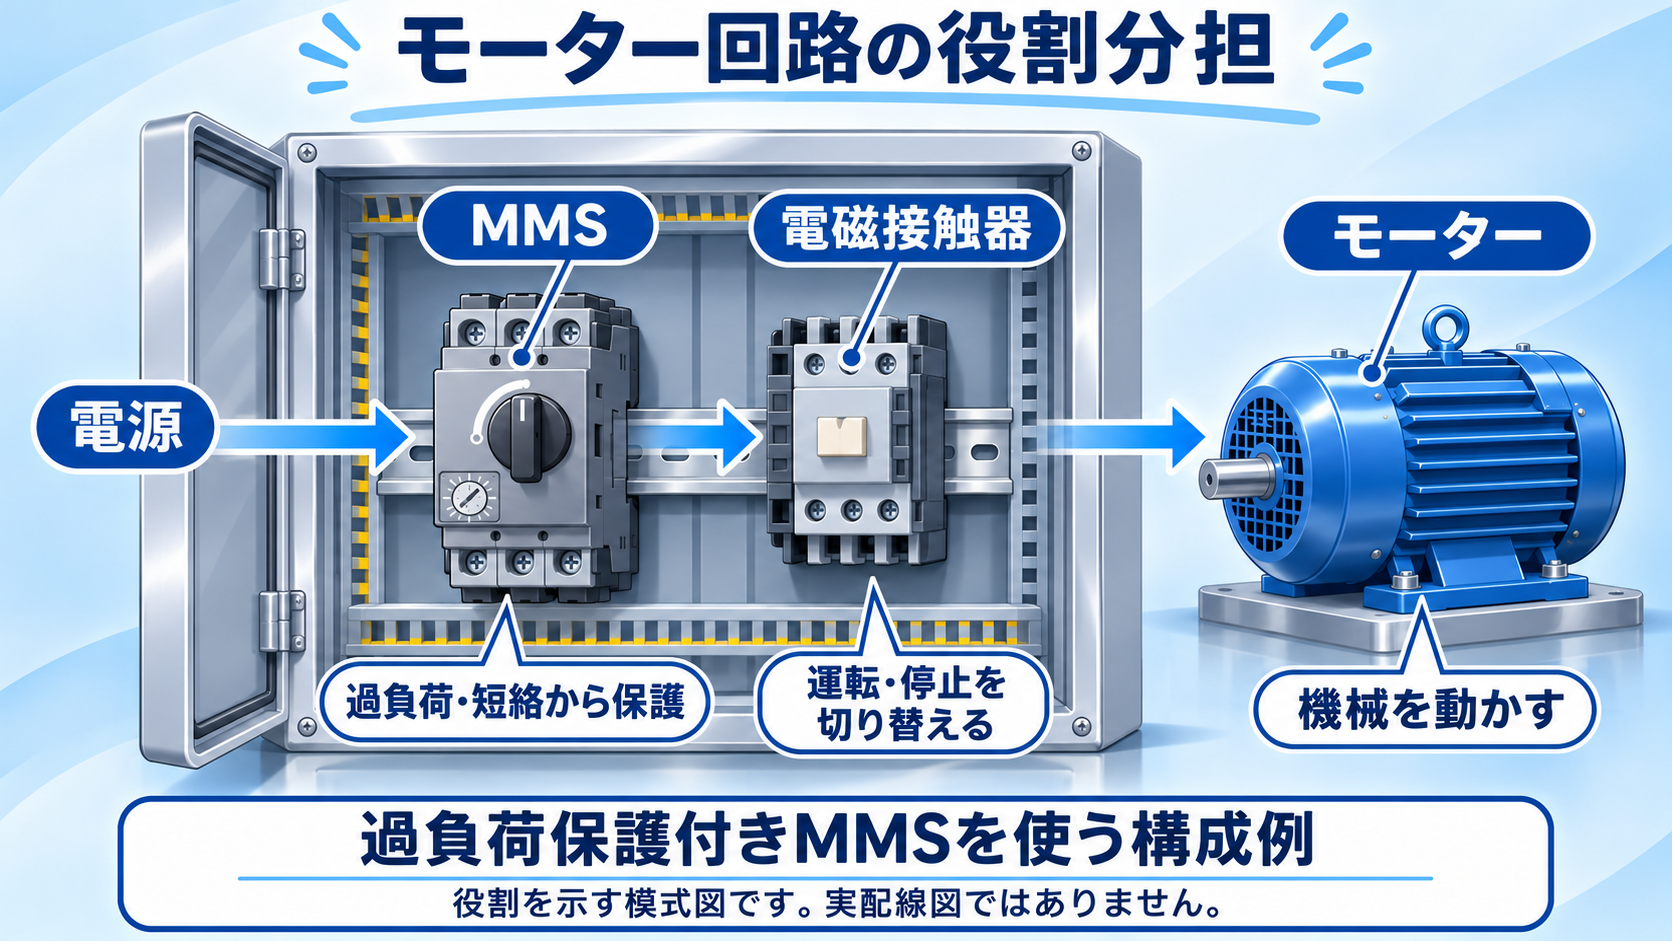 モーター回路の役割分担
MMS
電磁接触器
モーター
電源
過負荷・短絡から保護
運転・停止を
切り替える
機械を動かす
過負荷保護付きMMSを使う構成例
役割を示す模式図です。実配線図ではありません。